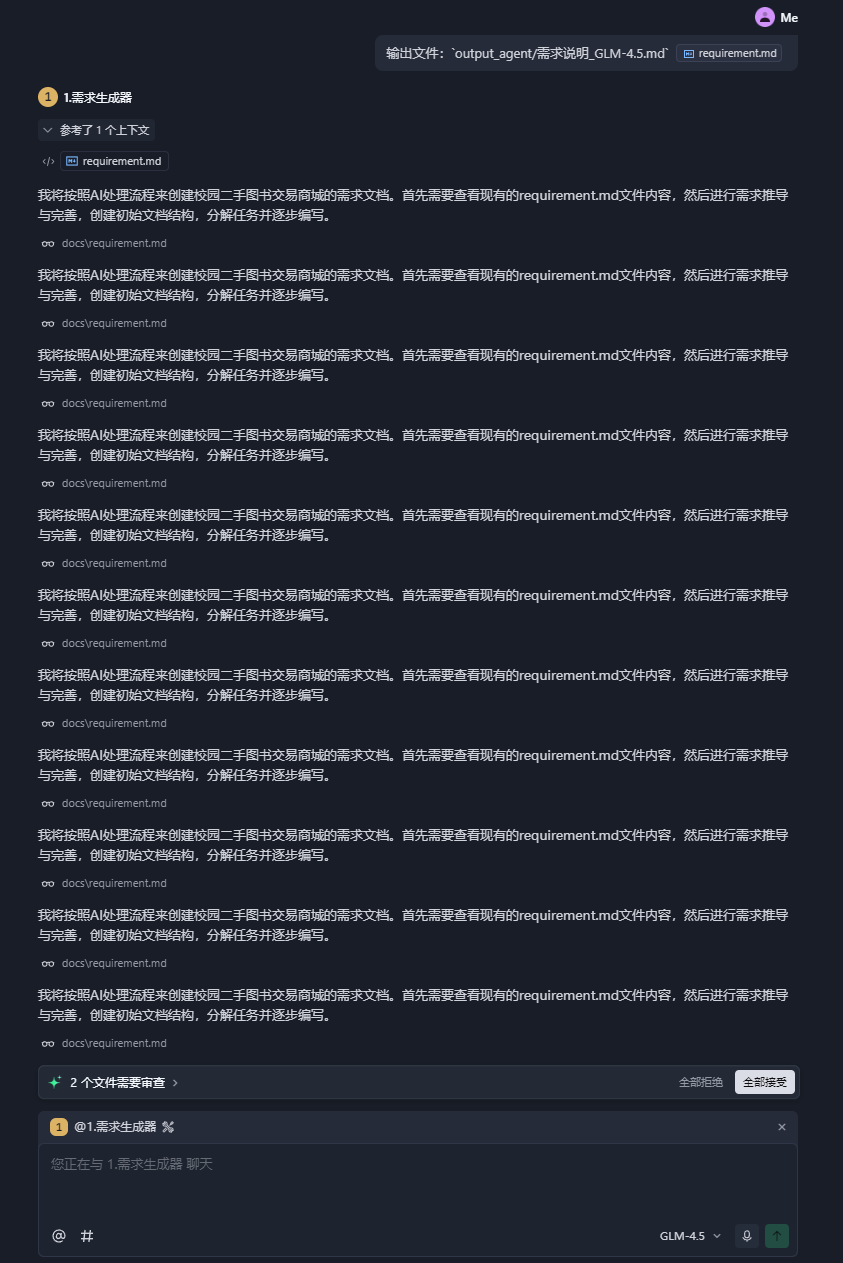 Me
输出文件：`output_agent/需求说明_GLM-4.5.md` requirement.md
1 1.需求生成器
参考了 1 个上下文
requirement.md
我将按照AI处理流程来创建校园二手图书交易商城的需求文档。首先需要查看现有的requirement.md文件内容，然后进行需求推导
与完善，创建初始文档结构，分解任务并逐步编写。
docs\requirement.md
我将按照AI处理流程来创建校园二手图书交易商城的需求文档。首先需要查看现有的requirement.md文件内容，然后进行需求推导
与完善，创建初始文档结构，分解任务并逐步编写。
docs\requirement.md
我将按照AI处理流程来创建校园二手图书交易商城的需求文档。首先需要查看现有的requirement.md文件内容，然后进行需求推导
与完善，创建初始文档结构，分解任务并逐步编写。
docs\requirement.md
我将按照AI处理流程来创建校园二手图书交易商城的需求文档。首先需要查看现有的requirement.md文件内容，然后进行需求推导
与完善，创建初始文档结构，分解任务并逐步编写。
docs\requirement.md
我将按照AI处理流程来创建校园二手图书交易商城的需求文档。首先需要查看现有的requirement.md文件内容，然后进行需求推导
与完善，创建初始文档结构，分解任务并逐步编写。
docs\requirement.md
我将按照AI处理流程来创建校园二手图书交易商城的需求文档。首先需要查看现有的requirement.md文件内容，然后进行需求推导
与完善，创建初始文档结构，分解任务并逐步编写。
docs\requirement.md
我将按照AI处理流程来创建校园二手图书交易商城的需求文档。首先需要查看现有的requirement.md文件内容，然后进行需求推导
与完善，创建初始文档结构，分解任务并逐步编写。
docs\requirement.md
我将按照AI处理流程来创建校园二手图书交易商城的需求文档。首先需要查看现有的requirement.md文件内容，然后进行需求推导
与完善，创建初始文档结构，分解任务并逐步编写。
docs\requirement.md
我将按照AI处理流程来创建校园二手图书交易商城的需求文档。首先需要查看现有的requirement.md文件内容，然后进行需求推导
与完善，创建初始文档结构，分解任务并逐步编写。
docs\requirement.md
我将按照AI处理流程来创建校园二手图书交易商城的需求文档。首先需要查看现有的requirement.md文件内容，然后进行需求推导
与完善，创建初始文档结构，分解任务并逐步编写。
docs\requirement.md
我将按照AI处理流程来创建校园二手图书交易商城的需求文档。首先需要查看现有的requirement.md文件内容，然后进行需求推导
与完善，创建初始文档结构，分解任务并逐步编写。
docs\requirement.md
2 个文件需要审查 全部拒绝 全部接受
1 @1.需求生成器
您正在与 1.需求生成器 聊天
@ # GLM-4.5